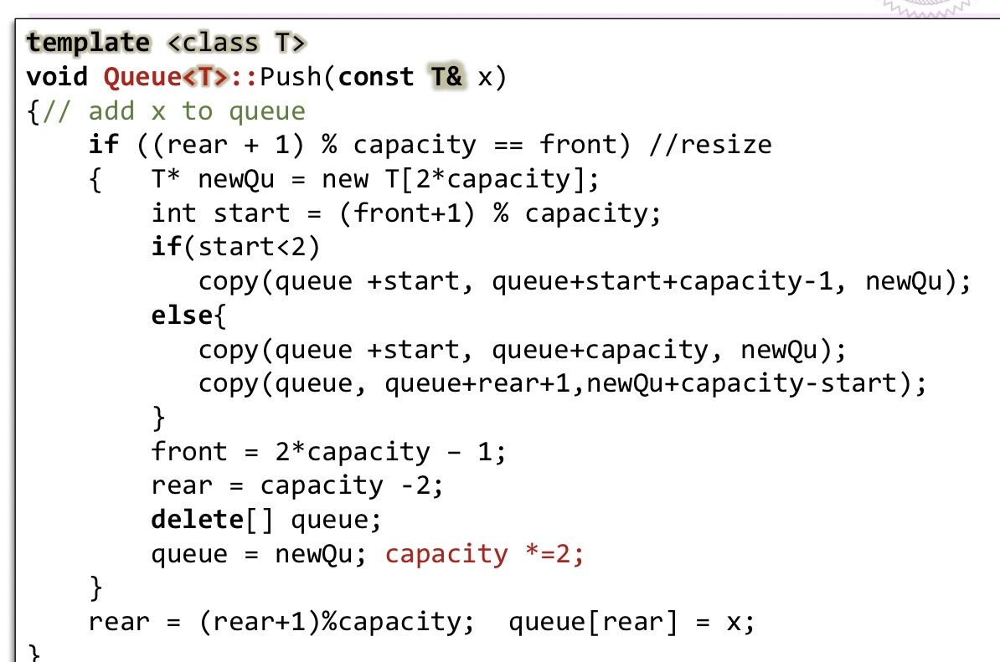 template <class T>
void Queue<T>::Push(const T& x)
{// add x to queue
    if ((rear + 1) % capacity == front) //resize
    {   T* newQu = new T[2*capacity];
        int start = (front+1) % capacity;
        if(start<2)
           copy(queue +start, queue+start+capacity-1, newQu);
        else{
           copy(queue +start, queue+capacity, newQu);
           copy(queue, queue+rear+1,newQu+capacity-start);
        }
        front = 2*capacity – 1;
        rear = capacity -2;
        delete[] queue;
        queue = newQu; capacity *=2;
    }
    rear = (rear+1)%capacity;  queue[rear] = x;
}